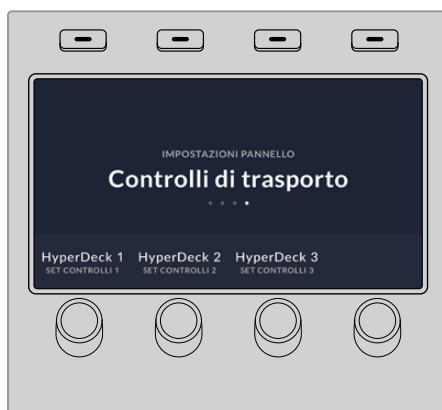 IMPOSTAZIONI PANNELLO
Controlli di trasporto
HyperDeck 1 HyperDeck 2 HyperDeck 3
SET CONTROLLI 1 SET CONTROLLI 2 SET CONTROLLI 3